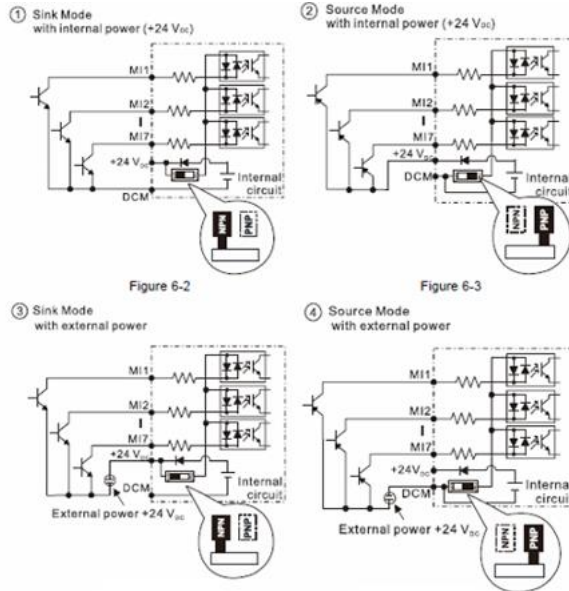 ① Sink Mode
with internal power (+24 VDC)
MI1
MI2
MI7
+24 VDC
DCM
Internal
circuit
NPN
PNP
Figure 6-2
② Source Mode
with internal power (+24 VDC)
MI1
MI2
MI7
+24 VDC
DCM
Internal
circuit
NPN
PNP
Figure 6-3
③ Sink Mode
with external power
MI1
MI2
MI7
+24 VDC
DCM
Internal
circuit
External power +24 VDC
NPN
PNP
④ Source Mode
with external power
MI1
MI2
MI7
+24VDC
DCM
Internal
circuit
External power +24 VDC
NPN
PNP